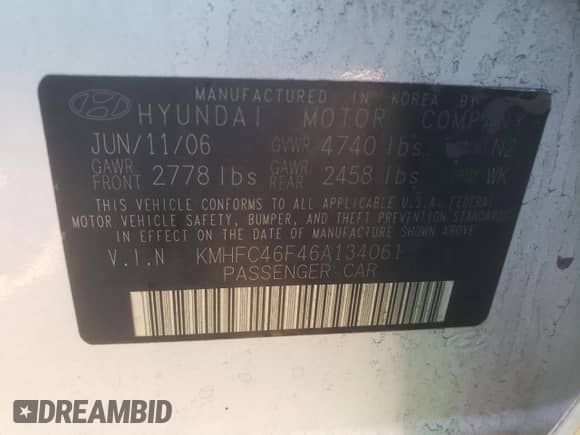 MANUFACTURED IN KOREA BY
HYUNDAI MOTOR COMPANY
JUN/11/06 GVWR 4740 lbs. NZ
GAWR FRONT 2778 lbs GAWR REAR 2458 lbs WK
THIS VEHICLE CONFORMS TO ALL APPLICABLE U.S.A. FEDERAL
MOTOR VEHICLE SAFETY, BUMPER, AND THEFT PREVENTION STANDARDS
IN EFFECT ON THE DATE OF MANUFACTURE SHOWN ABOVE.
V.I.N KMHFC46F46A134061
PASSENGER CAR
DREAMBID